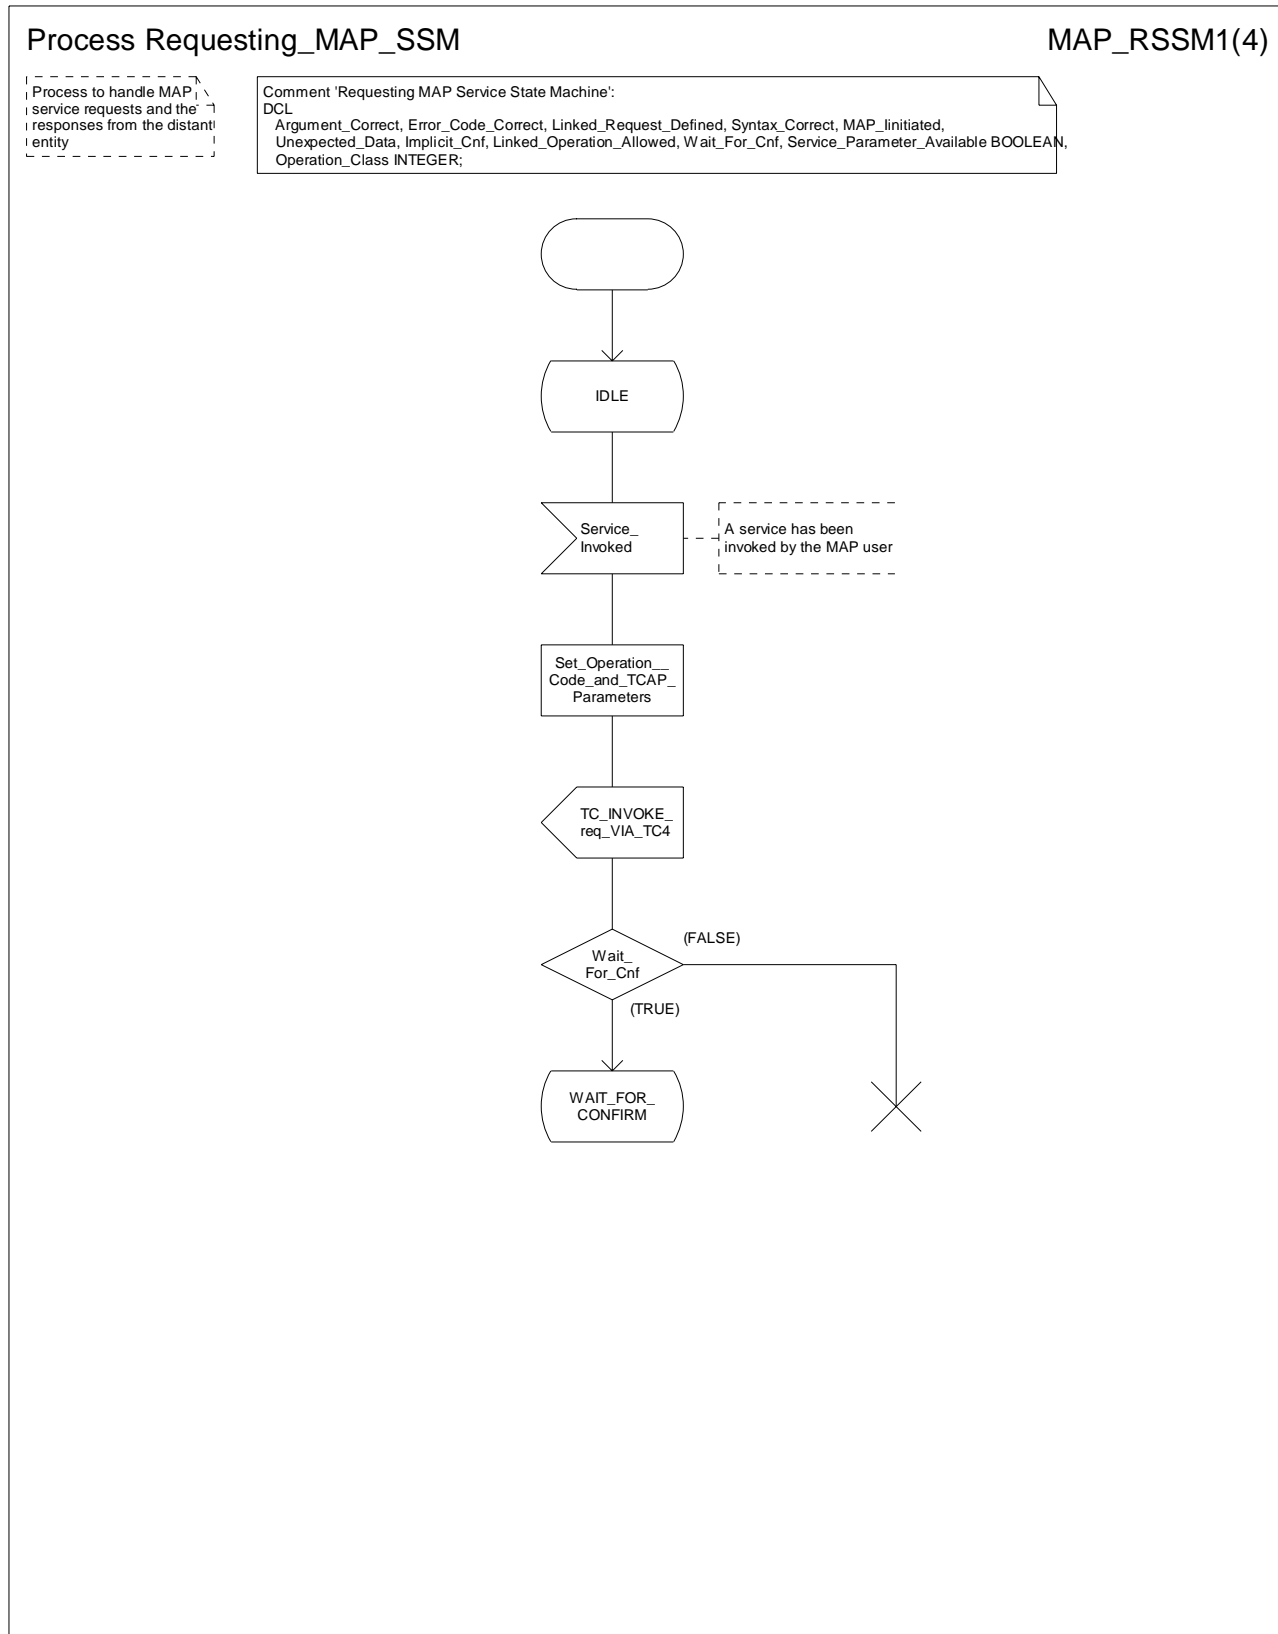 Process Requesting_MAP_SSM
MAP_RSSM1(4)
Process to handle MAP
service requests and the
responses from the distant
entity
Comment 'Requesting MAP Service State Machine':
DCL
Argument_Correct, Error_Code_Correct, Linked_Request_Defined, Syntax_Correct, MAP_Iinitiated,
Unexpected_Data, Implicit_Cnf, Linked_Operation_Allowed, Wait_For_Cnf, Service_Parameter_Available BOOLEAN,
Operation_Class INTEGER;
IDLE
Service_
Invoked
A service has been
invoked by the MAP user
Set_Operation__
Code_and_TCAP_
Parameters
TC_INVOKE_
req_VIA_TC4
Wait_
For_Cnf
(FALSE)
(TRUE)
WAIT_FOR_
CONFIRM